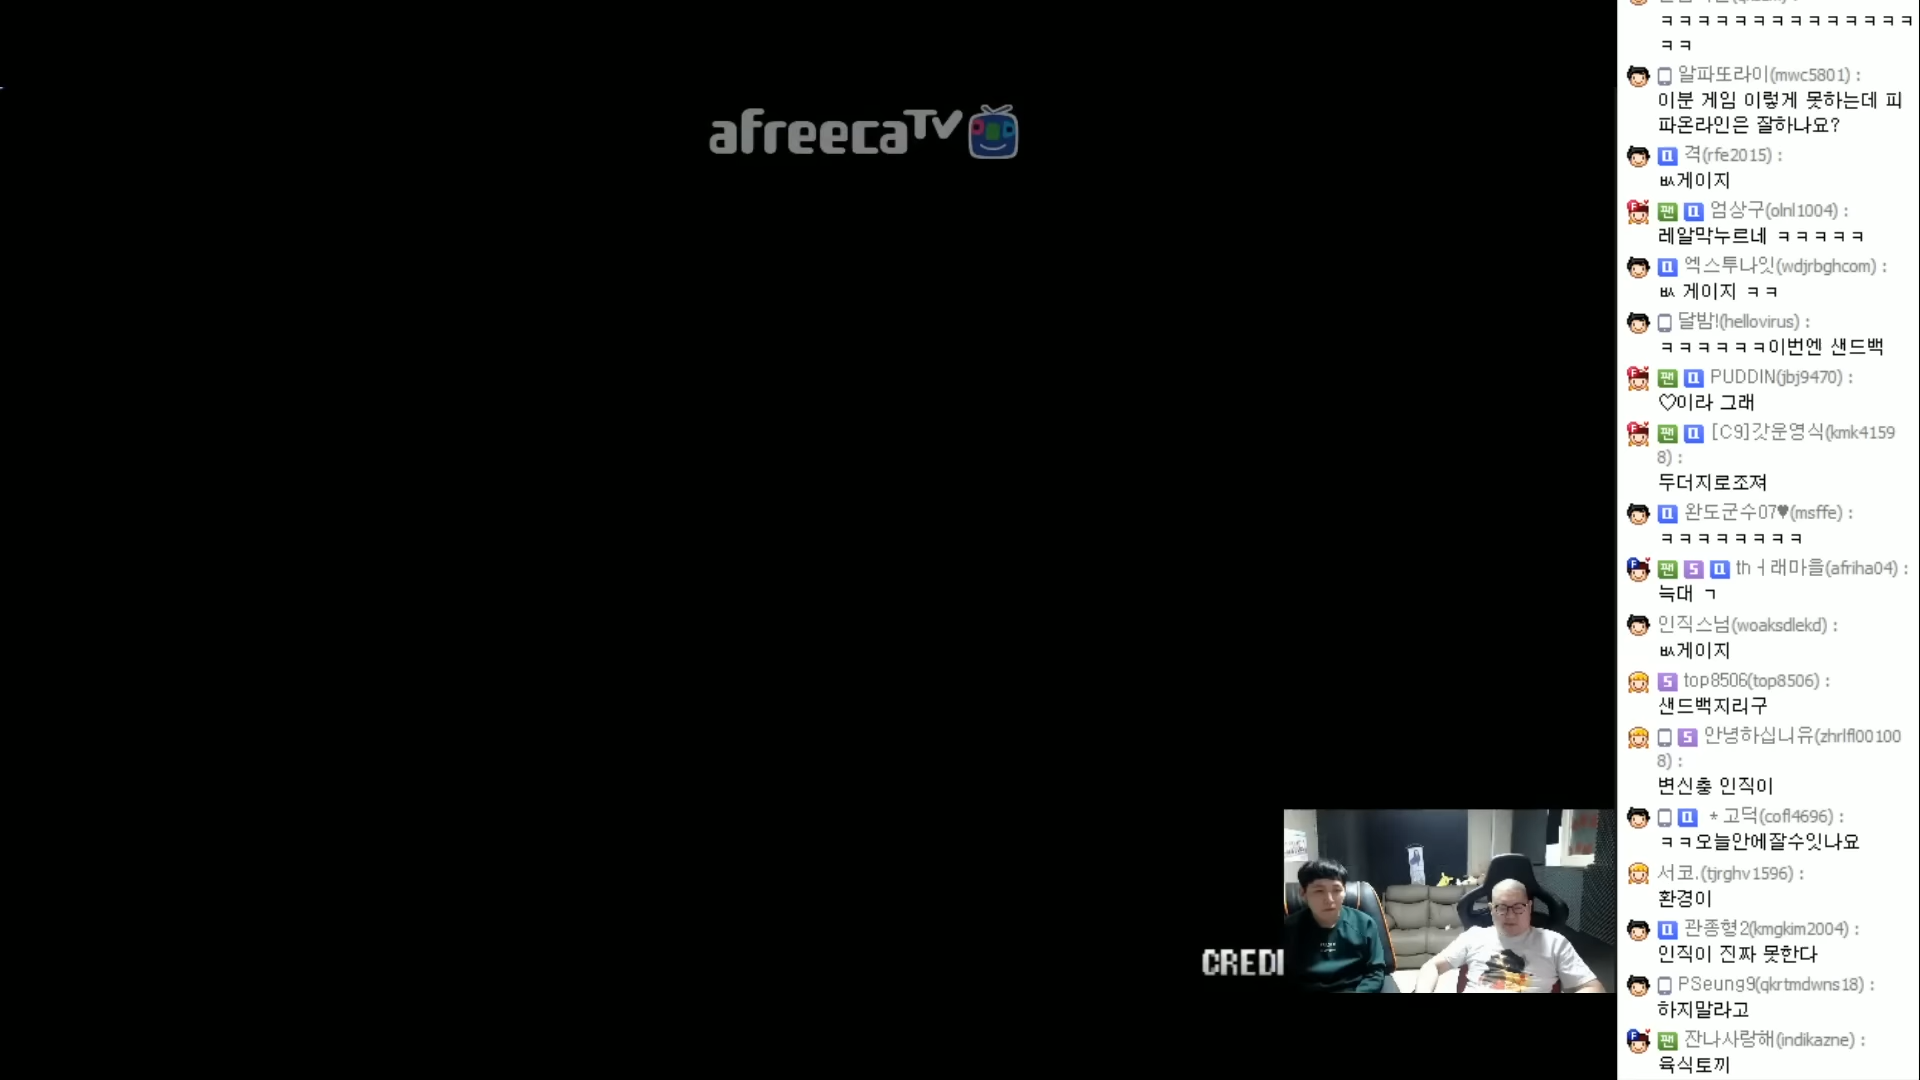 afreecaTV
CREDI
ㅋㅋㅋㅋㅋㅋㅋㅋㅋㅋㅋㅋㅋㅋ
ㅋㅋ
알파또라이(mwc5801) :
이분 게임 이렇게 못하는데 피
파온라인은 잘하나요?
격(rfe2015) :
ㅄ게이지
팬 엄상구(olnl1004) :
레알막누르네 ㅋㅋㅋㅋㅋ
엑스투나잇(wdjrbghcom) :
ㅄ 게이지 ㅋㅋ
달밤!(hellovirus) :
ㅋㅋㅋㅋㅋㅋ이번엔 샌드백
팬 PUDDIN(jbj9470) :
♡이라 그래
팬 [C9]갓운영식(kmk4159
8) :
두더지로조져
완도군수07♥(msffe) :
ㅋㅋㅋㅋㅋㅋㅋㅋ
팬 S thㅓ래마을(afriha04) :
늑대 ㄱ
인직스님(woaksdlekd) :
ㅄ게이지
S top8506(top8506) :
샌드백지리구
S 안녕하십니유(zhrlfl00100
8) :
변신충 인직이
*고덕(cofl4696) :
ㅋㅋ오늘안에잘수잇나요
서코.(tjrghv1596) :
환경이
관종형2(kmgkim2004) :
인직이 진짜 못한다
PSeung9(qkrtmdwns18) :
하지말라고
팬 잔나사랑해(indikazne) :
육식토끼